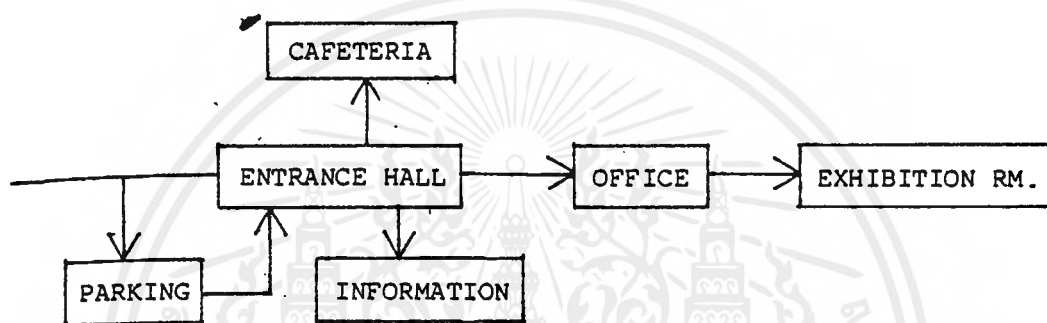 CAFETERIA
ENTRANCE HALL
OFFICE
EXHIBITION RM.
PARKING
INFORMATION